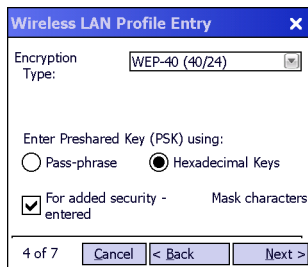 Wireless LAN Profile Entry
Encryption Type:
WEP-40 (40/24)
Enter Preshared Key (PSK) using:
Pass-phrase
Hexadecimal Keys
For added security - Mask characters entered
4 of 7
Cancel
< Back
Next >